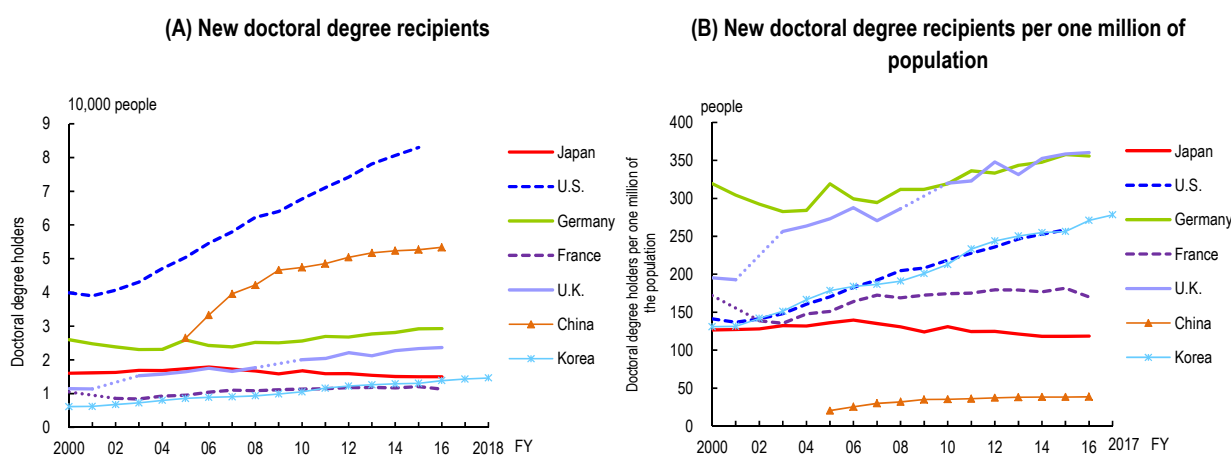 (A) New doctoral degree recipients
10,000 people
Doctoral degree holders
9
8
7
6
5
4
3
2
1
0
2000 02 04 06 08 10 12 14 16 2018 FY
Japan
U.S.
Germany
France
U.K.
China
Korea
(B) New doctoral degree recipients per one million of
population
people
Doctoral degree holders per one million of
the population
400
350
300
250
200
150
100
50
0
2000 02 04 06 08 10 12 14 16 2017 FY
Japan
U.S.
Germany
France
U.K.
China
Korea